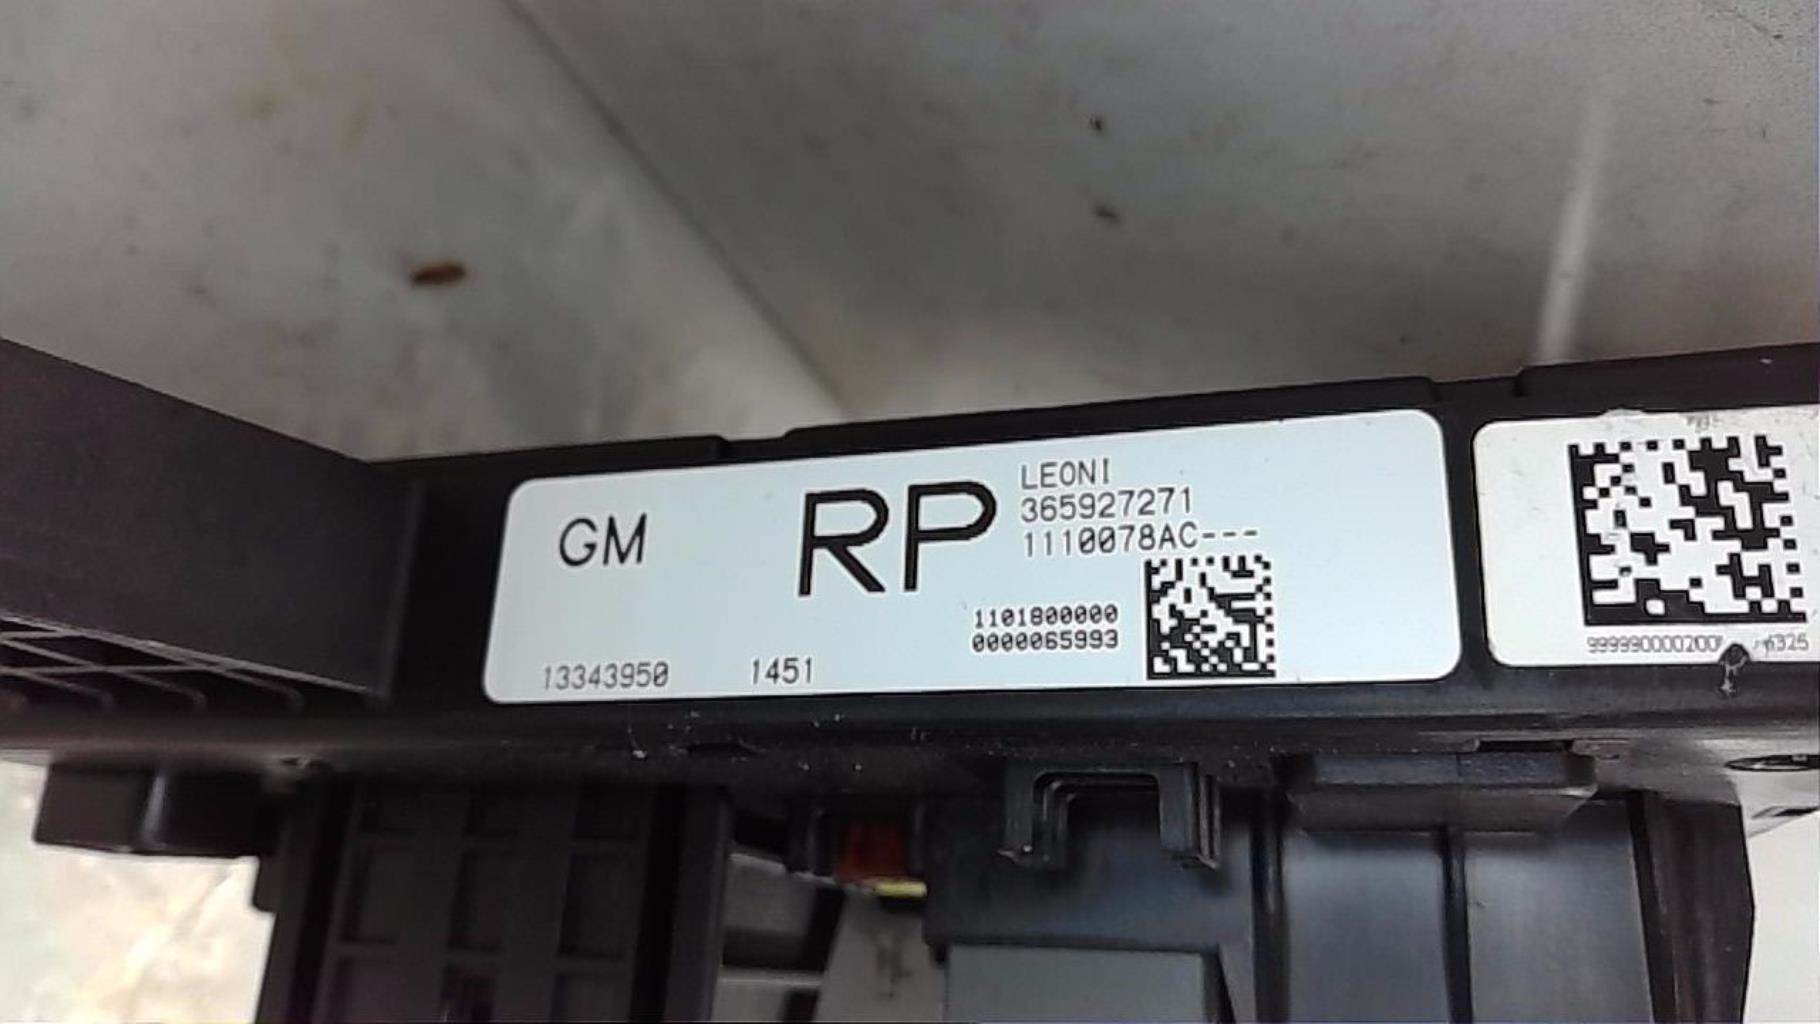 GM
RP
LEONI
365927271
1110078AC---
1101800000
0000065993
13343950
1451